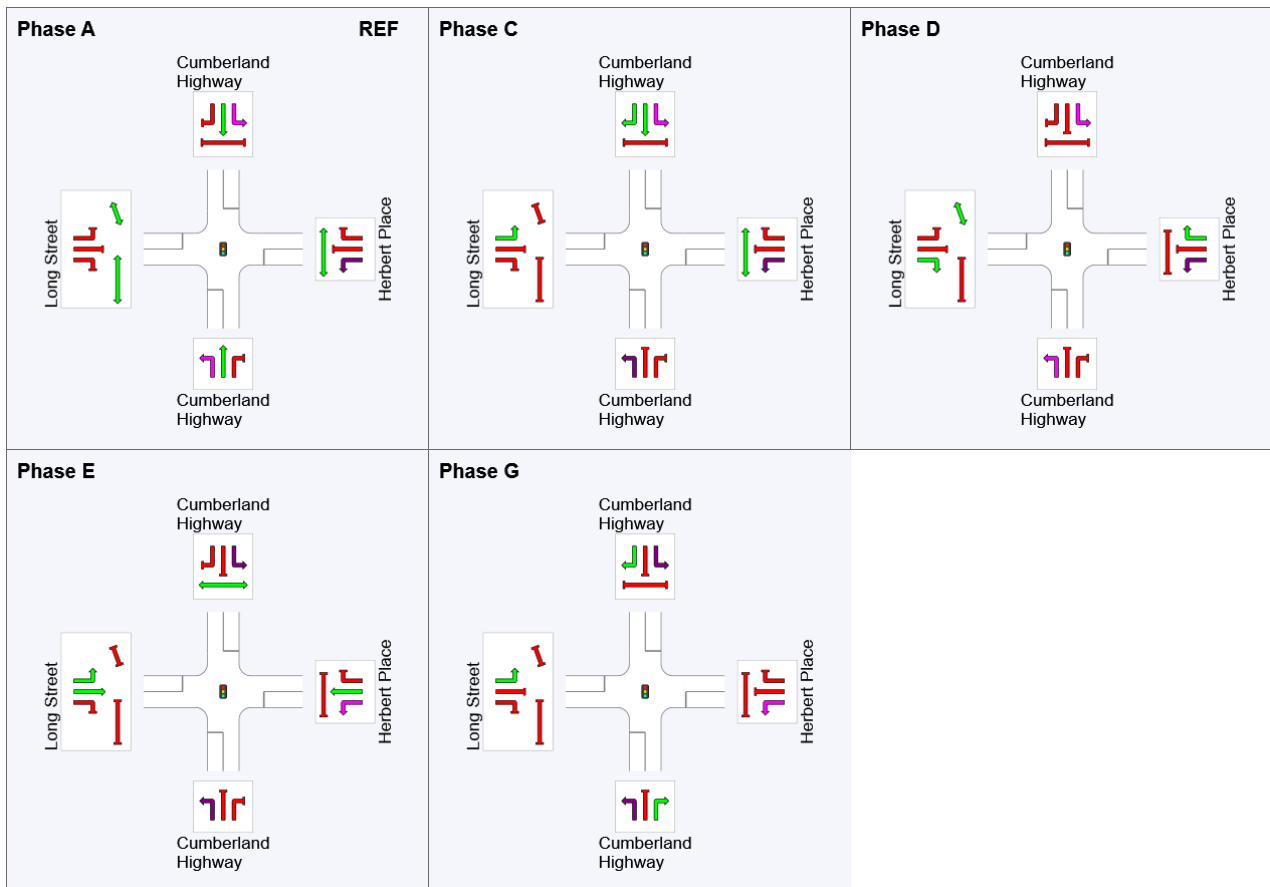 Phase A REF
Cumberland
Highway
Long Street
Herbert Place
Cumberland
Highway
Phase C
Cumberland
Highway
Long Street
Herbert Place
Cumberland
Highway
Phase D
Cumberland
Highway
Long Street
Herbert Place
Cumberland
Highway
Phase E
Cumberland
Highway
Long Street
Herbert Place
Cumberland
Highway
Phase G
Cumberland
Highway
Long Street
Herbert Place
Cumberland
Highway